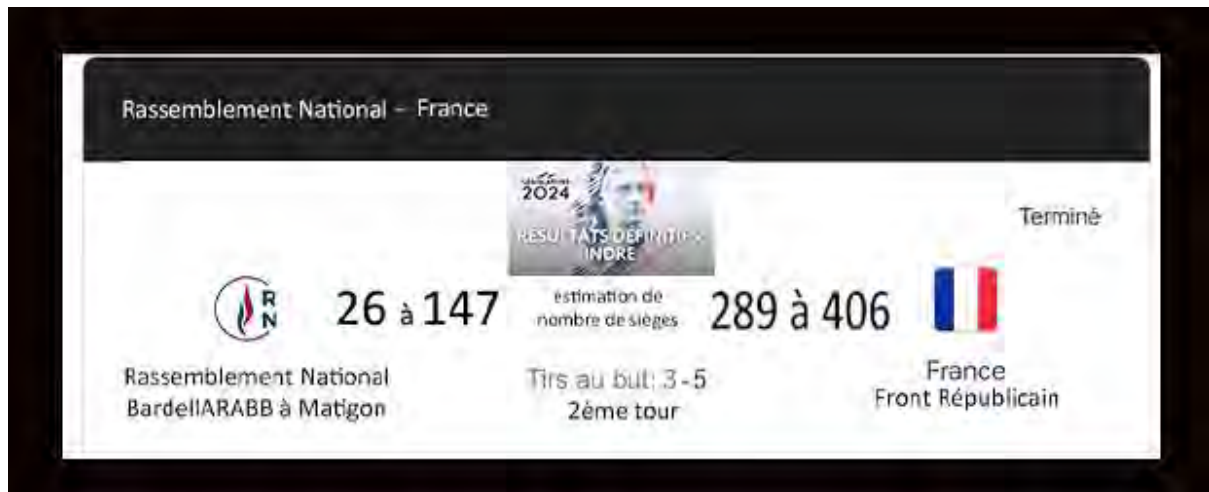 Rassemblement National – France
2024
RÉSULTATS DÉFINITIFS
INDRE
Terminé
R
N
26 à 147
estimation de
nombre de sièges
289 à 406
Rassemblement National
BardellARABB à Matigon
Tirs au but: 3 - 5
2éme tour
France
Front Républicain